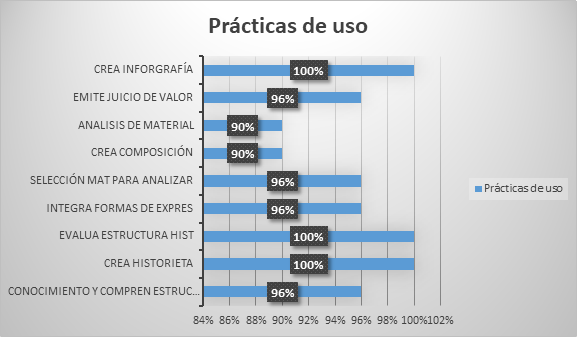 Prácticas de uso
CREA INFORGRAFÍA
100%
EMITE JUICIO DE VALOR
96%
ANALISIS DE MATERIAL
90%
CREA COMPOSICIÓN
90%
SELECCIÓN MAT PARA ANALIZAR
96%
INTEGRA FORMAS DE EXPRES
96%
EVALUA ESTRUCTURA HIST
100%
CREA HISTORIETA
100%
CONOCIMIENTO Y COMPREN ESTRUC...
96%
Prácticas de uso
84% 86% 88% 90% 92% 94% 96% 98% 100% 102%